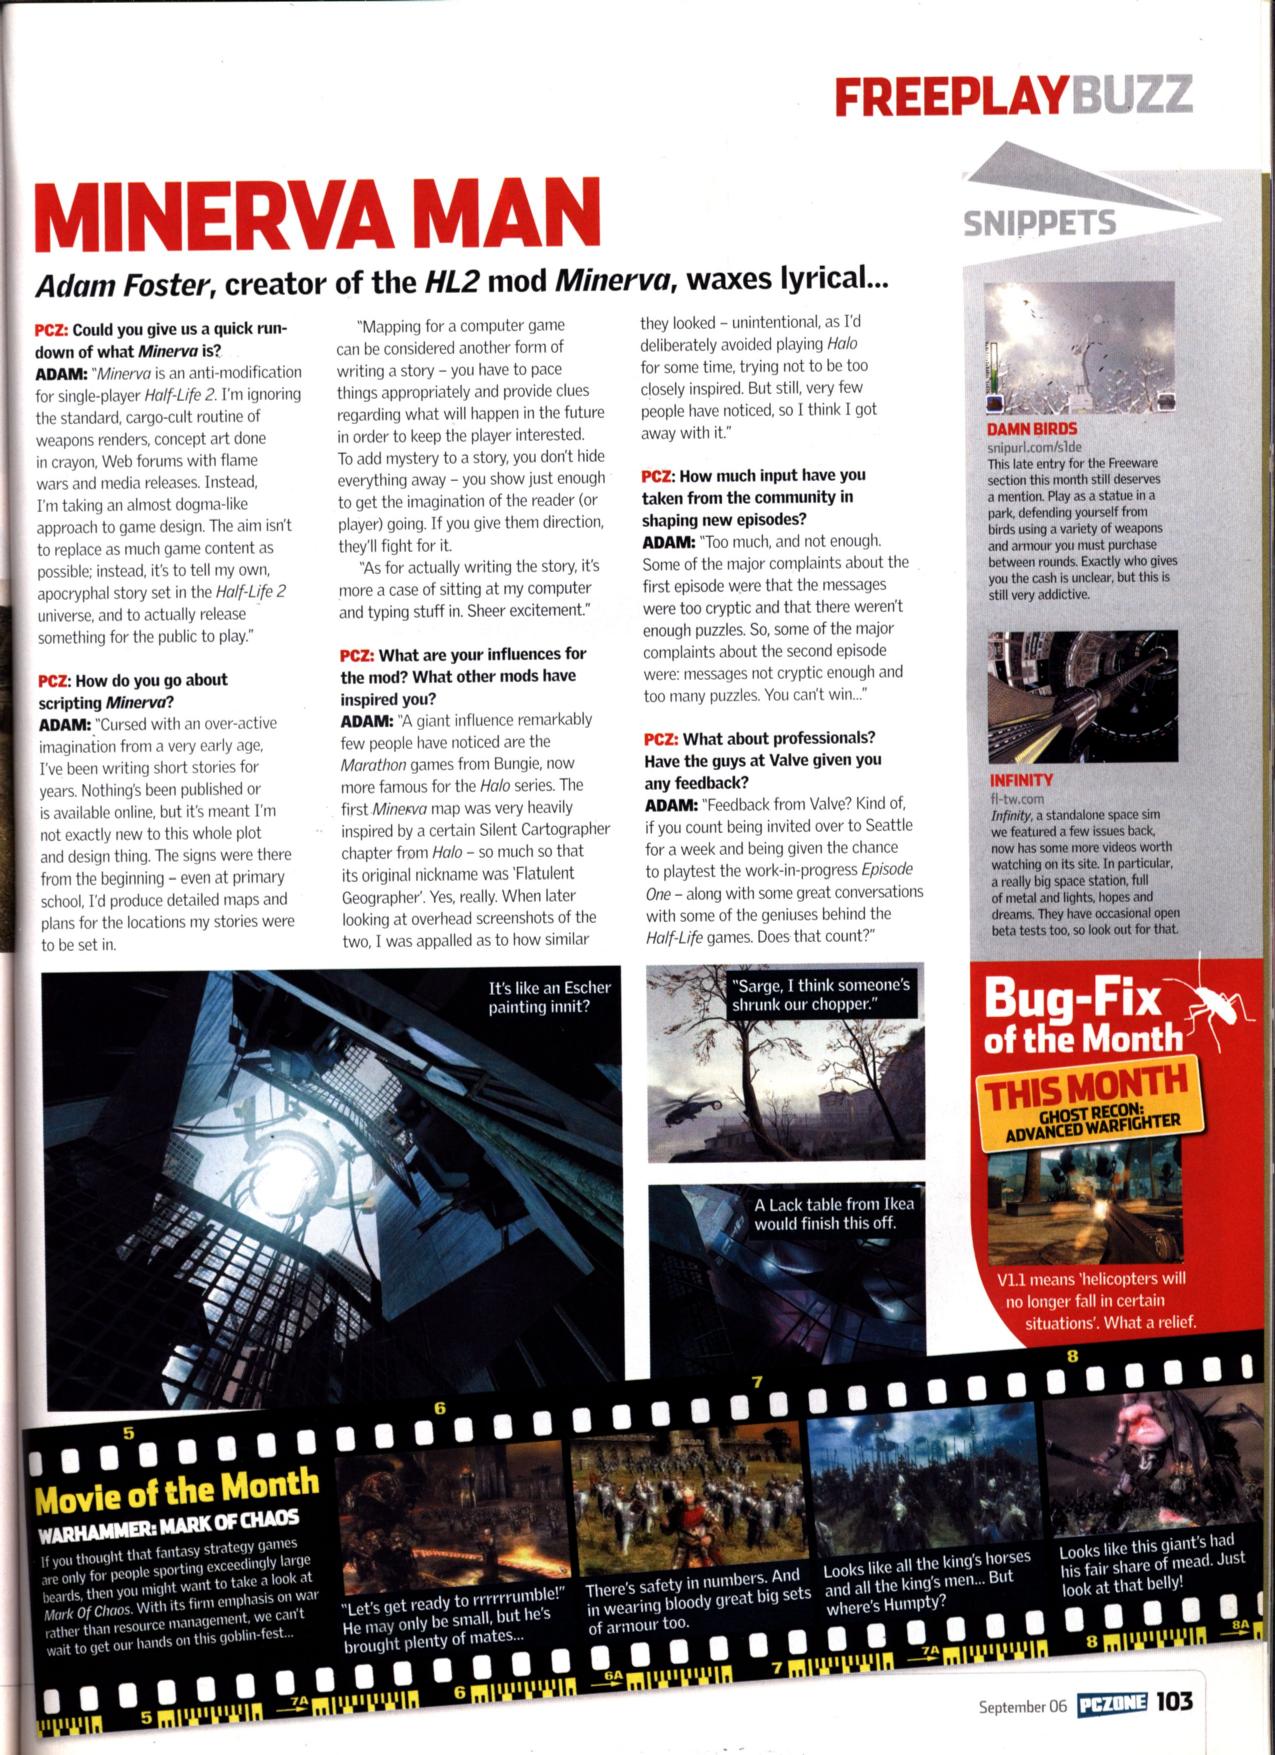 FREEPLAYBUZZ
MINERVA MAN
Adam Foster, creator of the HL2 mod Minerva, waxes lyrical...
PCZ: Could you give us a quick run-
down of what Minerva is?
ADAM: "Minerva is an anti-modification
for single-player Half-Life 2. I'm ignoring
the standard, cargo-cult routine of
weapons renders, concept art done
in crayon, Web forums with flame
wars and media releases. Instead,
I'm taking an almost dogma-like
approach to game design. The aim isn't
to replace as much game content as
possible; instead, it's to tell my own,
apocryphal story set in the Half-Life 2
universe, and to actually release
something for the public to play."
PCZ: How do you go about
scripting Minerva?
ADAM: "Cursed with an over-active
imagination from a very early age,
I've been writing short stories for
years. Nothing's been published or
is available online, but it's meant I'm
not exactly new to this whole plot
and design thing. The signs were there
from the beginning – even at primary
school, I'd produce detailed maps and
plans for the locations my stories were
to be set in.
"Mapping for a computer game
can be considered another form of
writing a story – you have to pace
things appropriately and provide clues
regarding what will happen in the future
in order to keep the player interested.
To add mystery to a story, you don't hide
everything away – you show just enough
to get the imagination of the reader (or
player) going. If you give them direction,
they'll fight for it.
"As for actually writing the story, it's
more a case of sitting at my computer
and typing stuff in. Sheer excitement."
PCZ: What are your influences for
the mod? What other mods have
inspired you?
ADAM: "A giant influence remarkably
few people have noticed are the
Marathon games from Bungie, now
more famous for the Halo series. The
first Minerva map was very heavily
inspired by a certain Silent Cartographer
chapter from Halo – so much so that
its original nickname was 'Flatulent
Geographer'. Yes, really. When later
looking at overhead screenshots of the
two, I was appalled as to how similar
they looked – unintentional, as I'd
deliberately avoided playing Halo
for some time, trying not to be too
closely inspired. But still, very few
people have noticed, so I think I got
away with it."
PCZ: How much input have you
taken from the community in
shaping new episodes?
ADAM: "Too much, and not enough.
Some of the major complaints about the
first episode were that the messages
were too cryptic and that there weren't
enough puzzles. So, some of the major
complaints about the second episode
were: messages not cryptic enough and
too many puzzles. You can't win..."
PCZ: What about professionals?
Have the guys at Valve given you
any feedback?
ADAM: "Feedback from Valve? Kind of,
if you count being invited over to Seattle
for a week and being given the chance
to playtest the work-in-progress Episode
One – along with some great conversations
with some of the geniuses behind the
Half-Life games. Does that count?"
It's like an Escher
painting innit?
"Sarge, I think someone's
shrunk our chopper."
A Lack table from Ikea
would finish this off.
SNIPPETS
DAMN BIRDS
snipurl.com/s1de
This late entry for the Freeware
section this month still deserves
a mention. Play as a statue in a
park, defending yourself from
birds using a variety of weapons
and armour you must purchase
between rounds. Exactly who gives
you the cash is unclear, but this is
still very addictive.
INFINITY
fl-tw.com
Infinity, a standalone space sim
we featured a few issues back,
now has some more videos worth
watching on its site. In particular,
a really big space station, full
of metal and lights, hopes and
dreams. They have occasional open
beta tests too, so look out for that.
Bug-Fix
of the Month
THIS MONTH
GHOST RECON:
ADVANCED WARFIGHTER
V1.1 means 'helicopters will
no longer fall in certain
situations'. What a relief.
5
6
7
8
Movie of the Month
WARHAMMER: MARK OF CHAOS
If you thought that fantasy strategy games
are only for people sporting exceedingly large
beards, then you might want to take a look at
Mark Of Chaos. With its firm emphasis on war
rather than resource management, we can't
wait to get our hands on this goblin-fest...
"Let's get ready to rrrrrrumble!"
He may only be small, but he's
brought plenty of mates...
There's safety in numbers. And
in wearing bloody great big sets
of armour too.
Looks like all the king's horses
and all the king's men... But
where's Humpty?
Looks like this giant's had
his fair share of mead. Just
look at that belly!
5
7A
6
6A
7
7A
8
8A
September 06 PCZONE 103